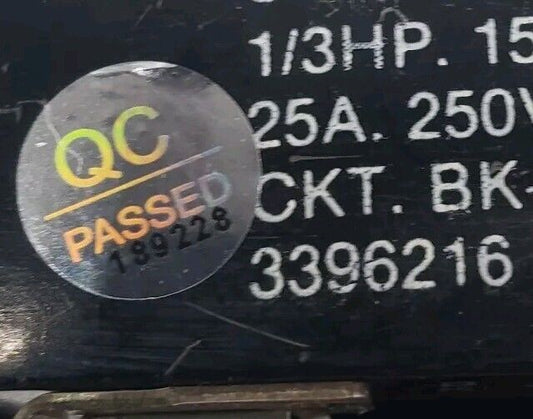 QC
PASSED
189228
1/3HP. 15
25A. 250V
CKT. BK-
3396216